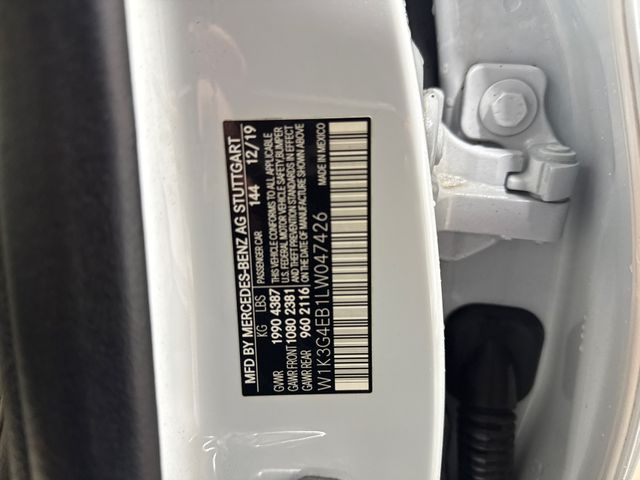 MFD BY MERCEDES-BENZ AG STUTTGART
PASSENGER CAR 144 12/19
KG LBS
GVWR 1990 4387
GAWR FRONT 1080 2381
GAWR REAR 960 2116
THIS VEHICLE CONFORMS TO ALL APPLICABLE
U.S. FEDERAL MOTOR VEHICLE SAFETY, BUMPER
AND THEFT PREVENTION STANDARDS IN EFFECT
ON THE DATE OF MANUFACTURE SHOWN ABOVE
W1K3G4EB1LW047426 MADE IN MEXICO